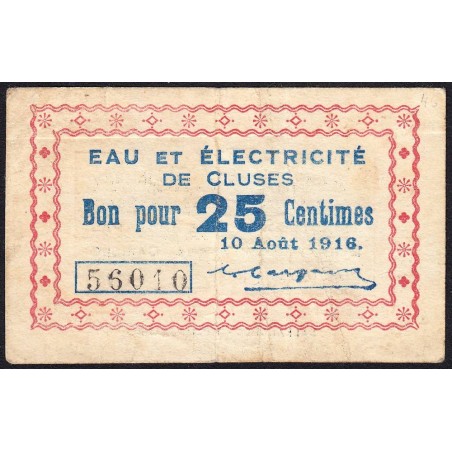 EAU ET ÉLECTRICITÉ
DE CLUSES
Bon pour 25 Centimes
10 Août 1916.
56010